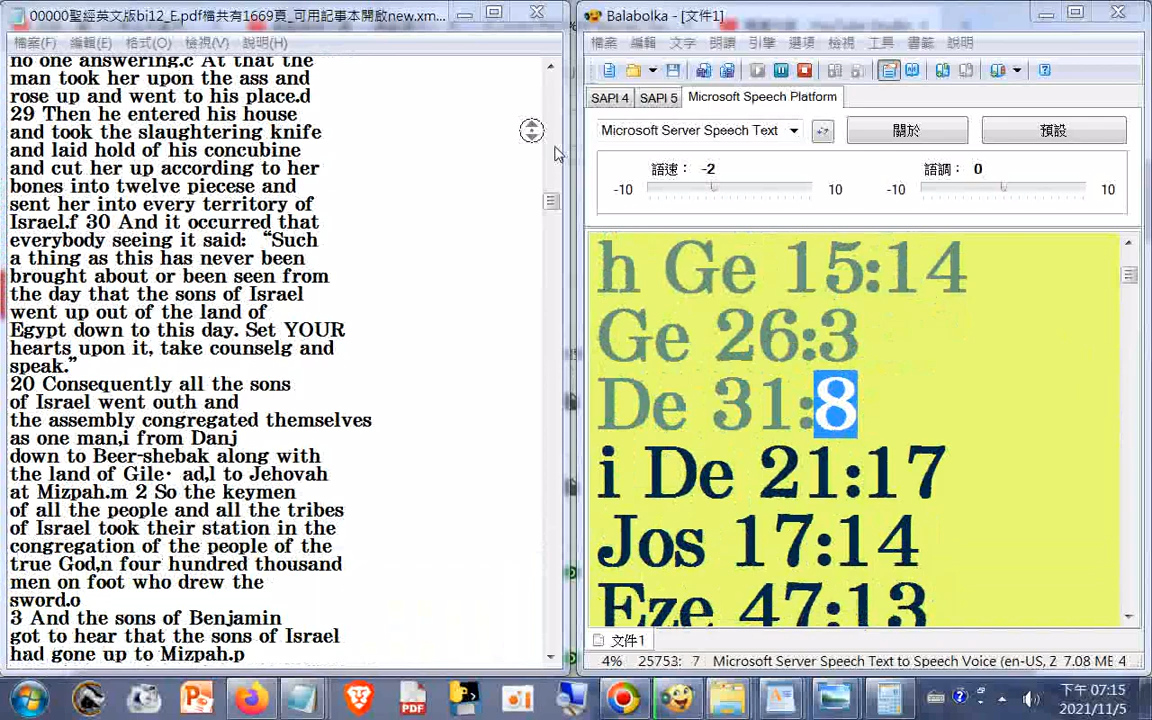 00000聖經英文版bi12_E.pdf檔共有1669頁_可用記事本開啟new.xm...
檔案(F) 編輯(E) 格式(O) 檢視(V) 說明(H)
no one answering.c At that the
man took her upon the ass and
rose up and went to his place.d
29 Then he entered his house
and took the slaughtering knife
and laid hold of his concubine
and cut her up according to her
bones into twelve piecese and
sent her into every territory of
Israel.f 30 And it occurred that
everybody seeing it said: “Such
a thing as this has never been
brought about or been seen from
the day that the sons of Israel
went up out of the land of
Egypt down to this day. Set YOUR
hearts upon it, take counselg and
speak.”
20 Consequently all the sons
of Israel went outh and
the assembly congregated themselves
as one man,i from Danj
down to Beer-shebak along with
the land of Gile· ad,l to Jehovah
at Mizpah.m 2 So the keymen
of all the people and all the tribes
of Israel took their station in the
congregation of the people of the
true God,n four hundred thousand
men on foot who drew the
sword.o
3 And the sons of Benjamin
got to hear that the sons of Israel
had gone up to Mizpah.p
Balabolka - [文件1]
檔案 編輯 文字 朗讀 引擎 選項 檢視 工具 書籤 說明
SAPI 4 SAPI 5 Microsoft Speech Platform
Microsoft Server Speech Text 關於 預設
語速: -2 語調: 0
-10 10 -10 10
h Ge 15:14
Ge 26:3
De 31:8
i De 21:17
Jos 17:14
Eze 47:13
文件1
4% 25753: 7 Microsoft Server Speech Text to Speech Voice (en-US, 2 7.08 ME 4
PDF
下午 07:15
2021/11/5